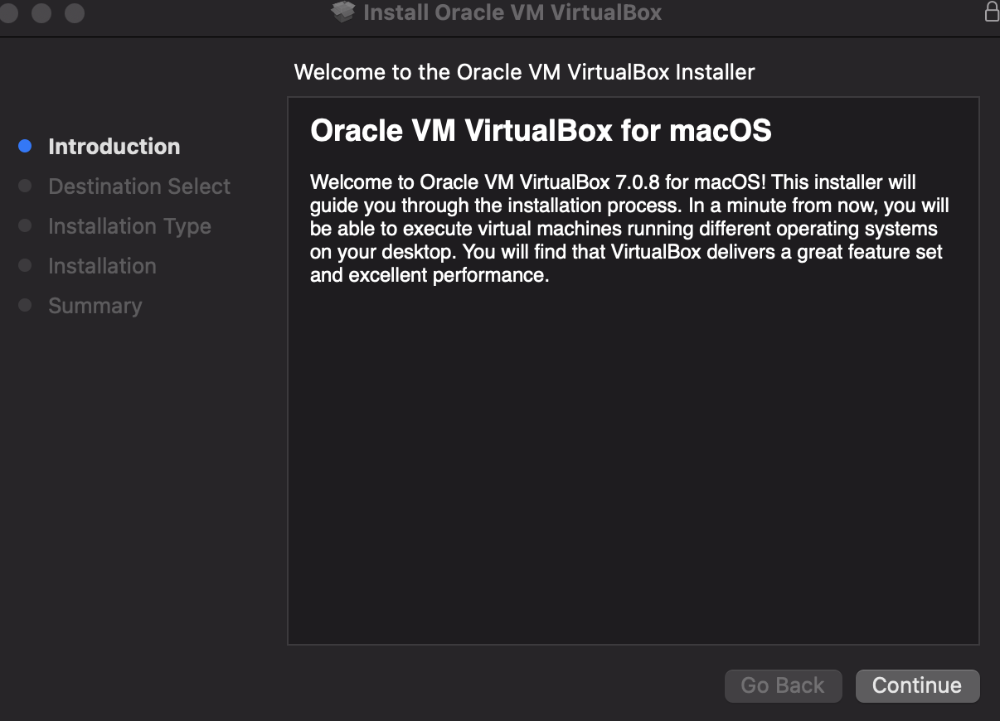 Install Oracle VM VirtualBox
Welcome to the Oracle VM VirtualBox Installer
Introduction
Destination Select
Installation Type
Installation
Summary
Oracle VM VirtualBox for macOS
Welcome to Oracle VM VirtualBox 7.0.8 for macOS! This installer will
guide you through the installation process. In a minute from now, you will
be able to execute virtual machines running different operating systems
on your desktop. You will find that VirtualBox delivers a great feature set
and excellent performance.
Go Back
Continue